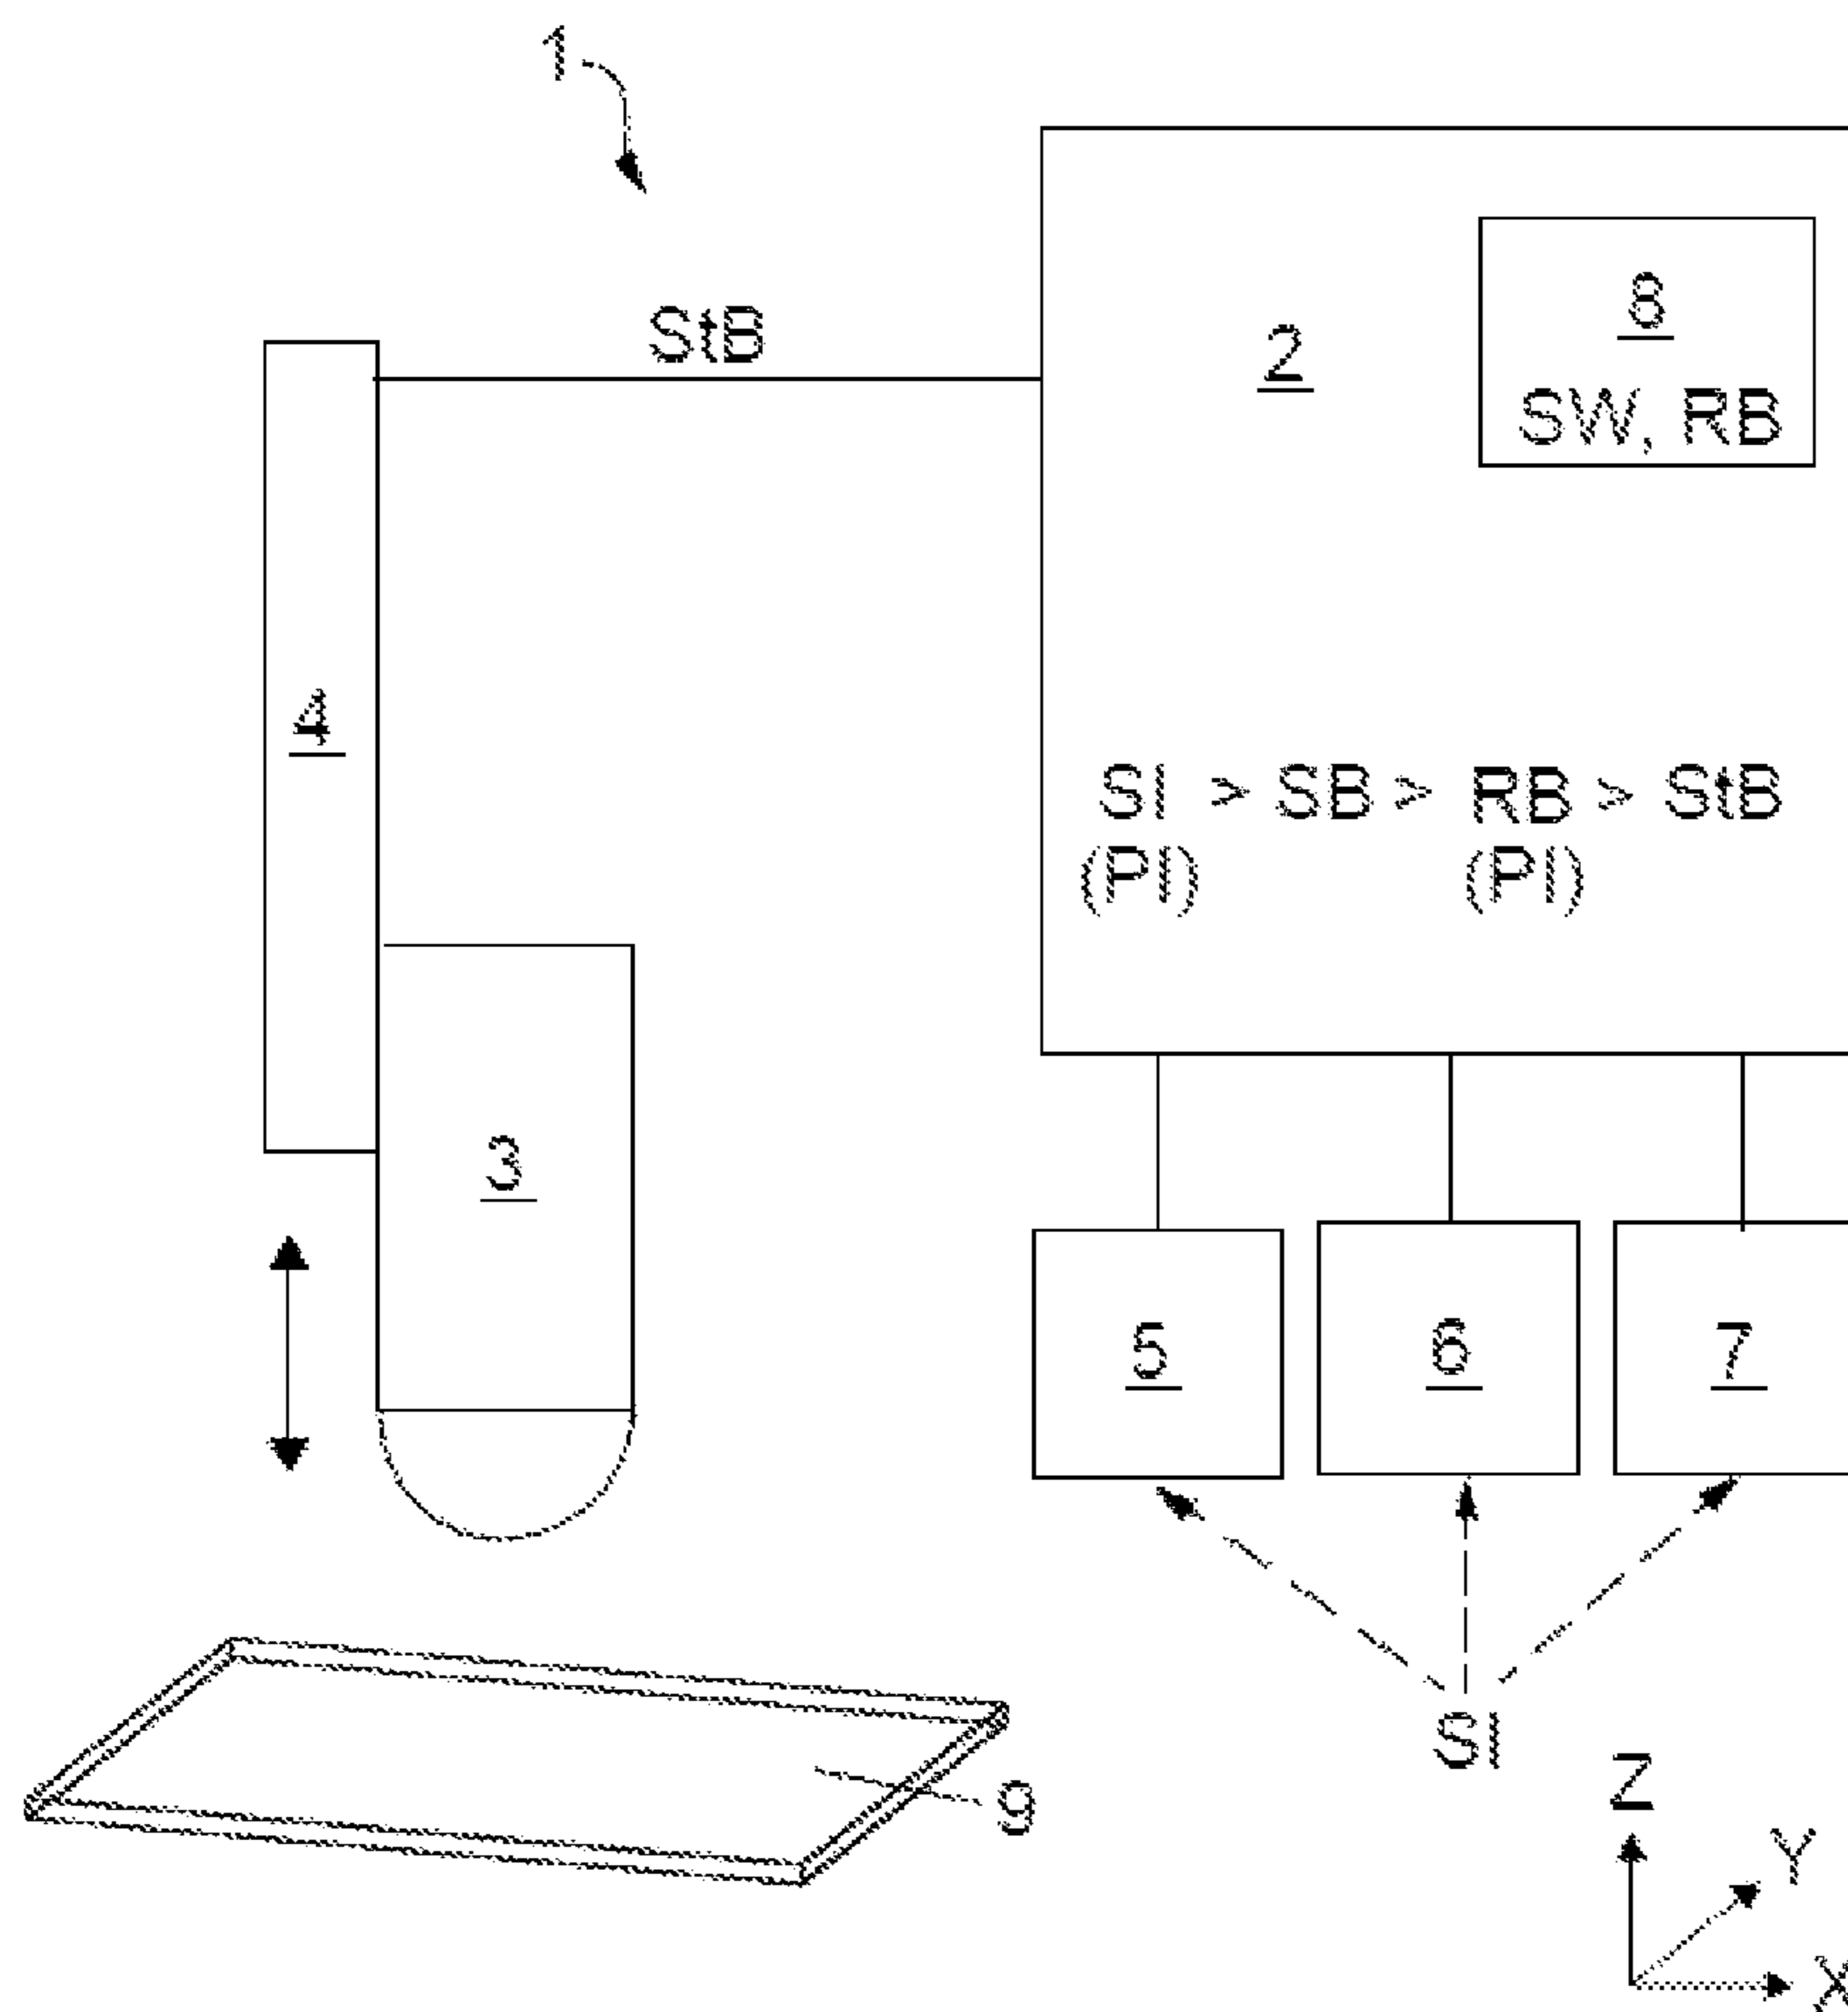 1
StB
2
8
SW, RB
4
SI > SB > RB > StB
(PI) (PI)
3
5 6 7
SI
9
Z
Y
X